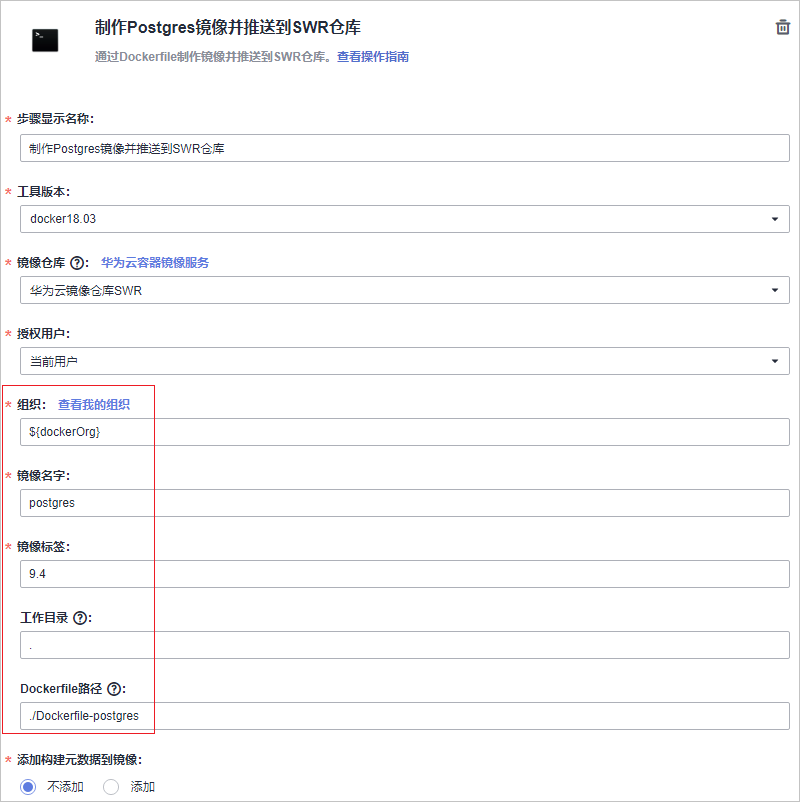 制作Postgres镜像并推送到SWR仓库
通过Dockerfile制作镜像并推送到SWR仓库。查看操作指南
* 步骤显示名称:
制作Postgres镜像并推送到SWR仓库
* 工具版本:
docker18.03
* 镜像仓库 ?: 华为云容器镜像服务
华为云镜像仓库SWR
* 授权用户:
当前用户
* 组织: 查看我的组织
${dockerOrg}
* 镜像名字:
postgres
* 镜像标签:
9.4
工作目录 ?:
.
Dockerfile路径 ?:
./Dockerfile-postgres
* 添加构建元数据到镜像:
不添加 添加